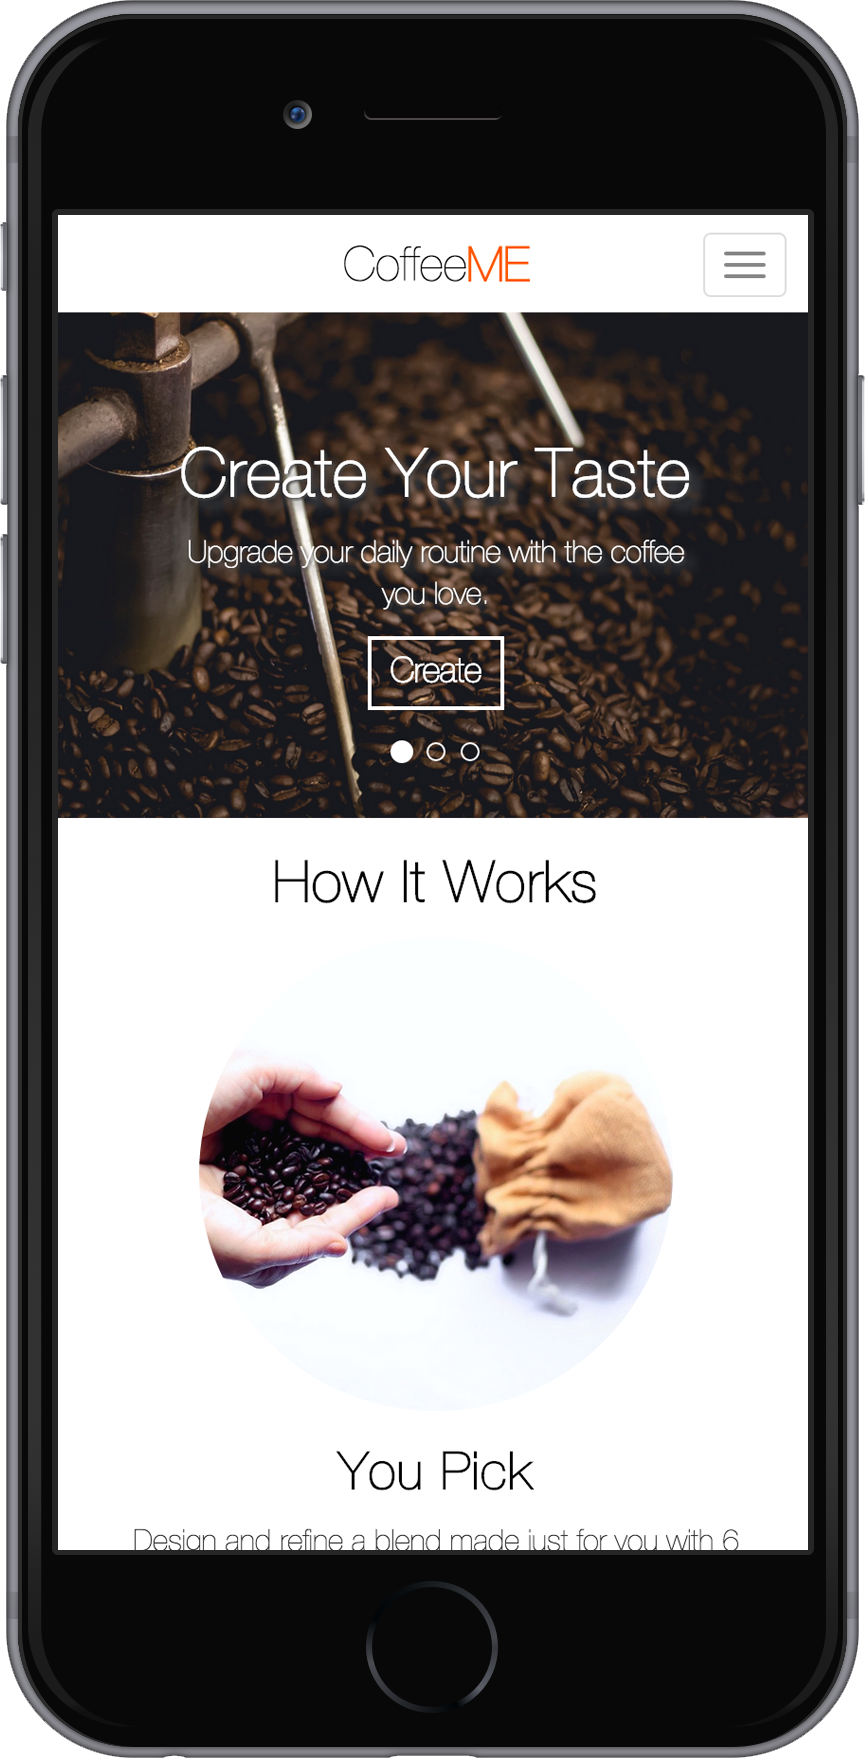 CoffeeME
Create Your Taste
Upgrade your daily routine with the coffee
you love.
Create
How It Works
You Pick
Design and refine a blend made just for you with 6